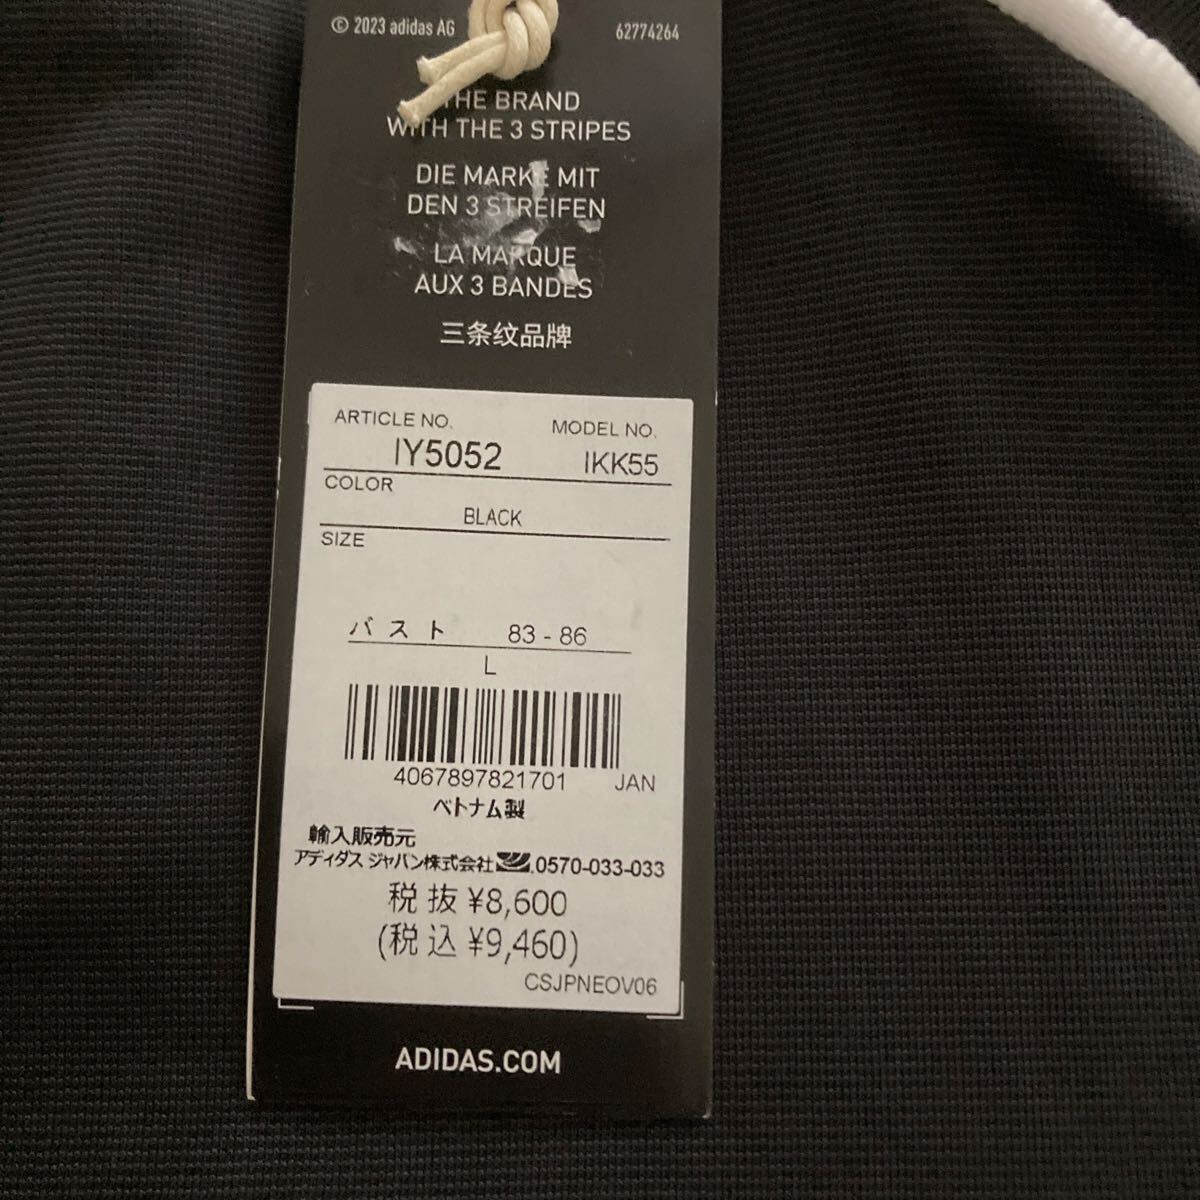 © 2023 adidas AG 62774264
THE BRAND
WITH THE 3 STRIPES
DIE MARKE MIT
DEN 3 STREIFEN
LA MARQUE
AUX 3 BANDES
三条纹品牌
ARTICLE NO. MODEL NO.
IY5052 IKK55
COLOR
BLACK
SIZE
バスト 83 - 86
L
4067897821701 JAN
ベトナム製
輸入販売元
アディダス ジャパン株式会社 0570-033-033
税抜 ¥8,600
(税込 ¥9,460)
CSJPNEOV06
ADIDAS.COM